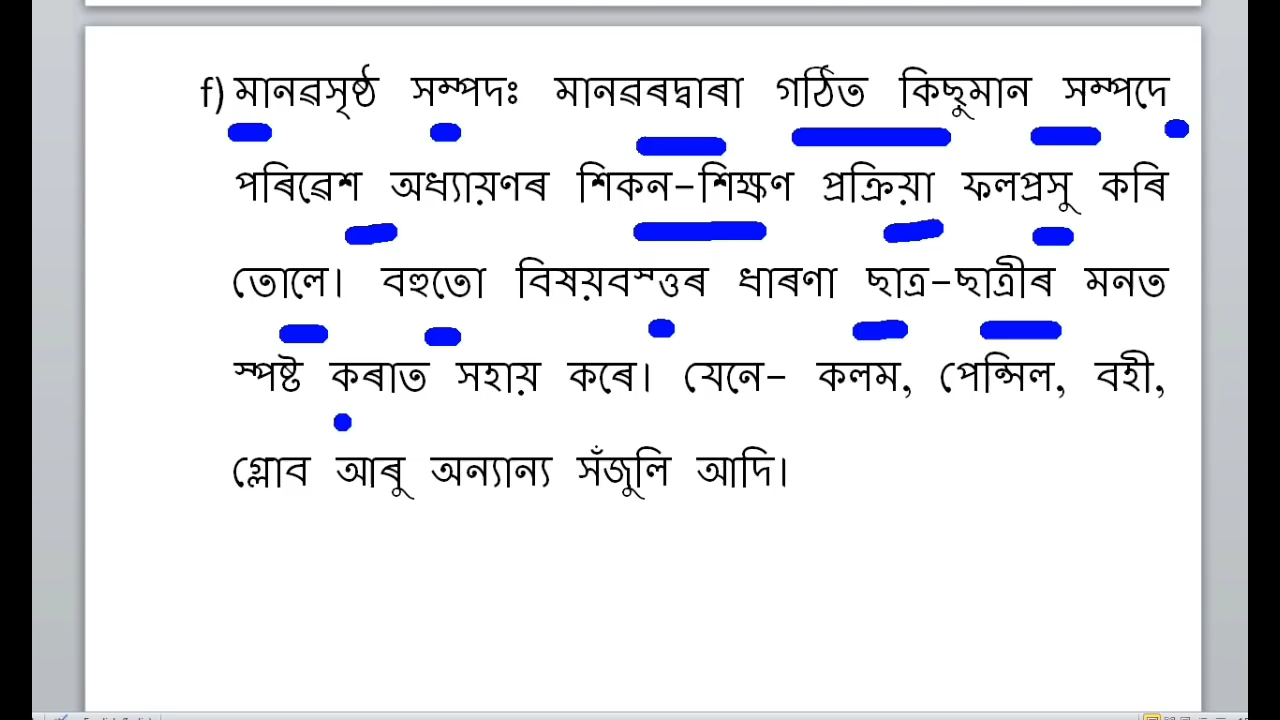 f) মানৱসৃষ্ঠ সম্পদঃ মানৱৰদ্বাৰা গঠিত কিছুমান সম্পদে
পৰিৱেশ অধ্যায়ণৰ শিকন-শিক্ষণ প্ৰক্ৰিয়া ফলপ্ৰসু কৰি
তোলে। বহুতো বিষয়বস্তুৰ ধাৰণা ছাত্ৰ-ছাত্ৰীৰ মনত
স্পষ্ট কৰাত সহায় কৰে। যেনে- কলম, পেন্সিল, বহী,
গ্লোব আৰু অন্যান্য সঁজুলি আদি।